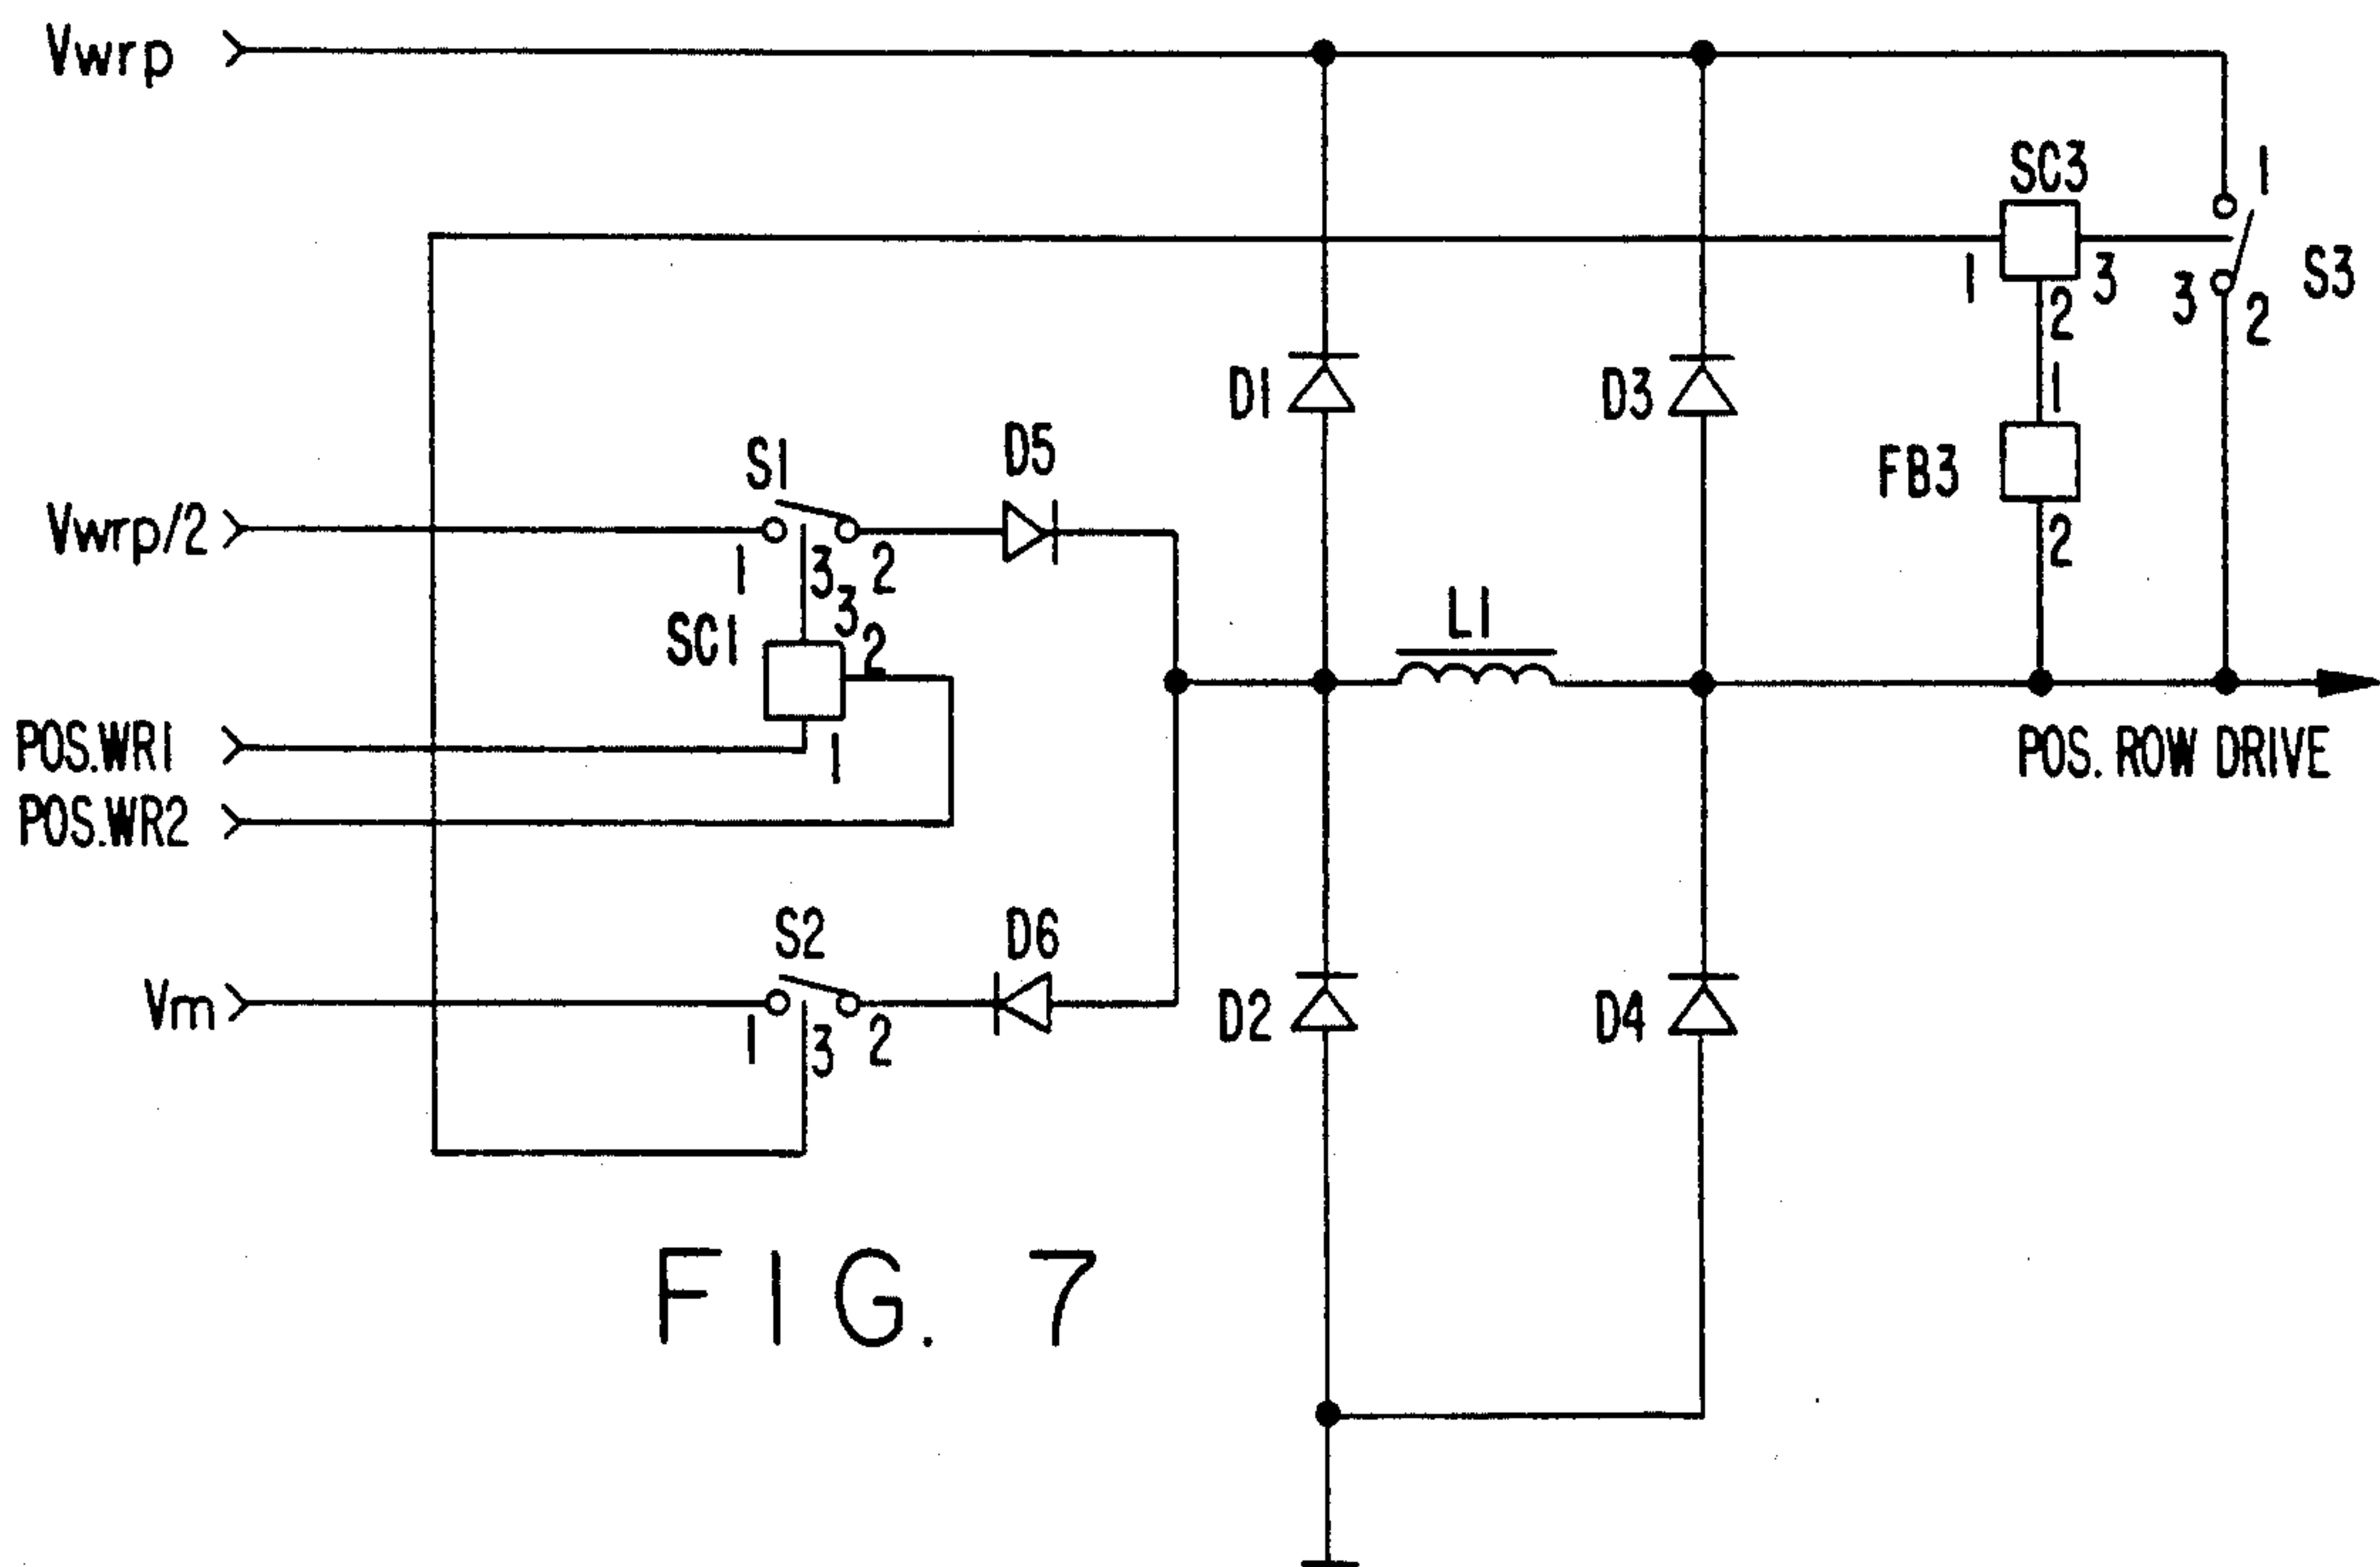 Vwrp
SC3
1
1
3
3
2
S3
2
1
D1
D3
FB3
2
S1
D5
Vwrp/2
1
3
2
3
SC1
2
L1
POS.WR1
1
POS.WR2
POS. ROW DRIVE
S2
D6
Vm
1
3
2
D2
D4
FIG. 7